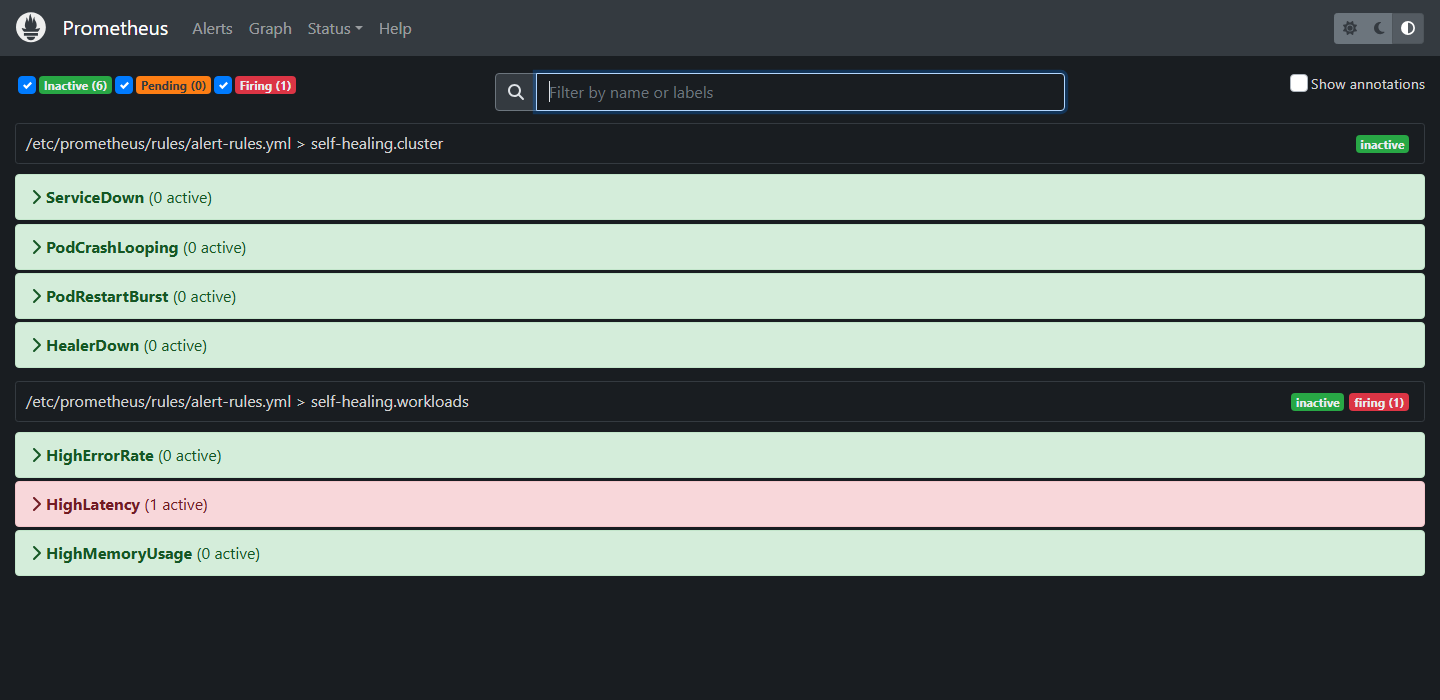 Prometheus Alerts Graph Status Help
Inactive (6) Pending (0) Firing (1) Filter by name or labels Show annotations
/etc/prometheus/rules/alert-rules.yml > self-healing.cluster inactive
ServiceDown (0 active)
PodCrashLooping (0 active)
PodRestartBurst (0 active)
HealerDown (0 active)
/etc/prometheus/rules/alert-rules.yml > self-healing.workloads inactive firing (1)
HighErrorRate (0 active)
HighLatency (1 active)
HighMemoryUsage (0 active)